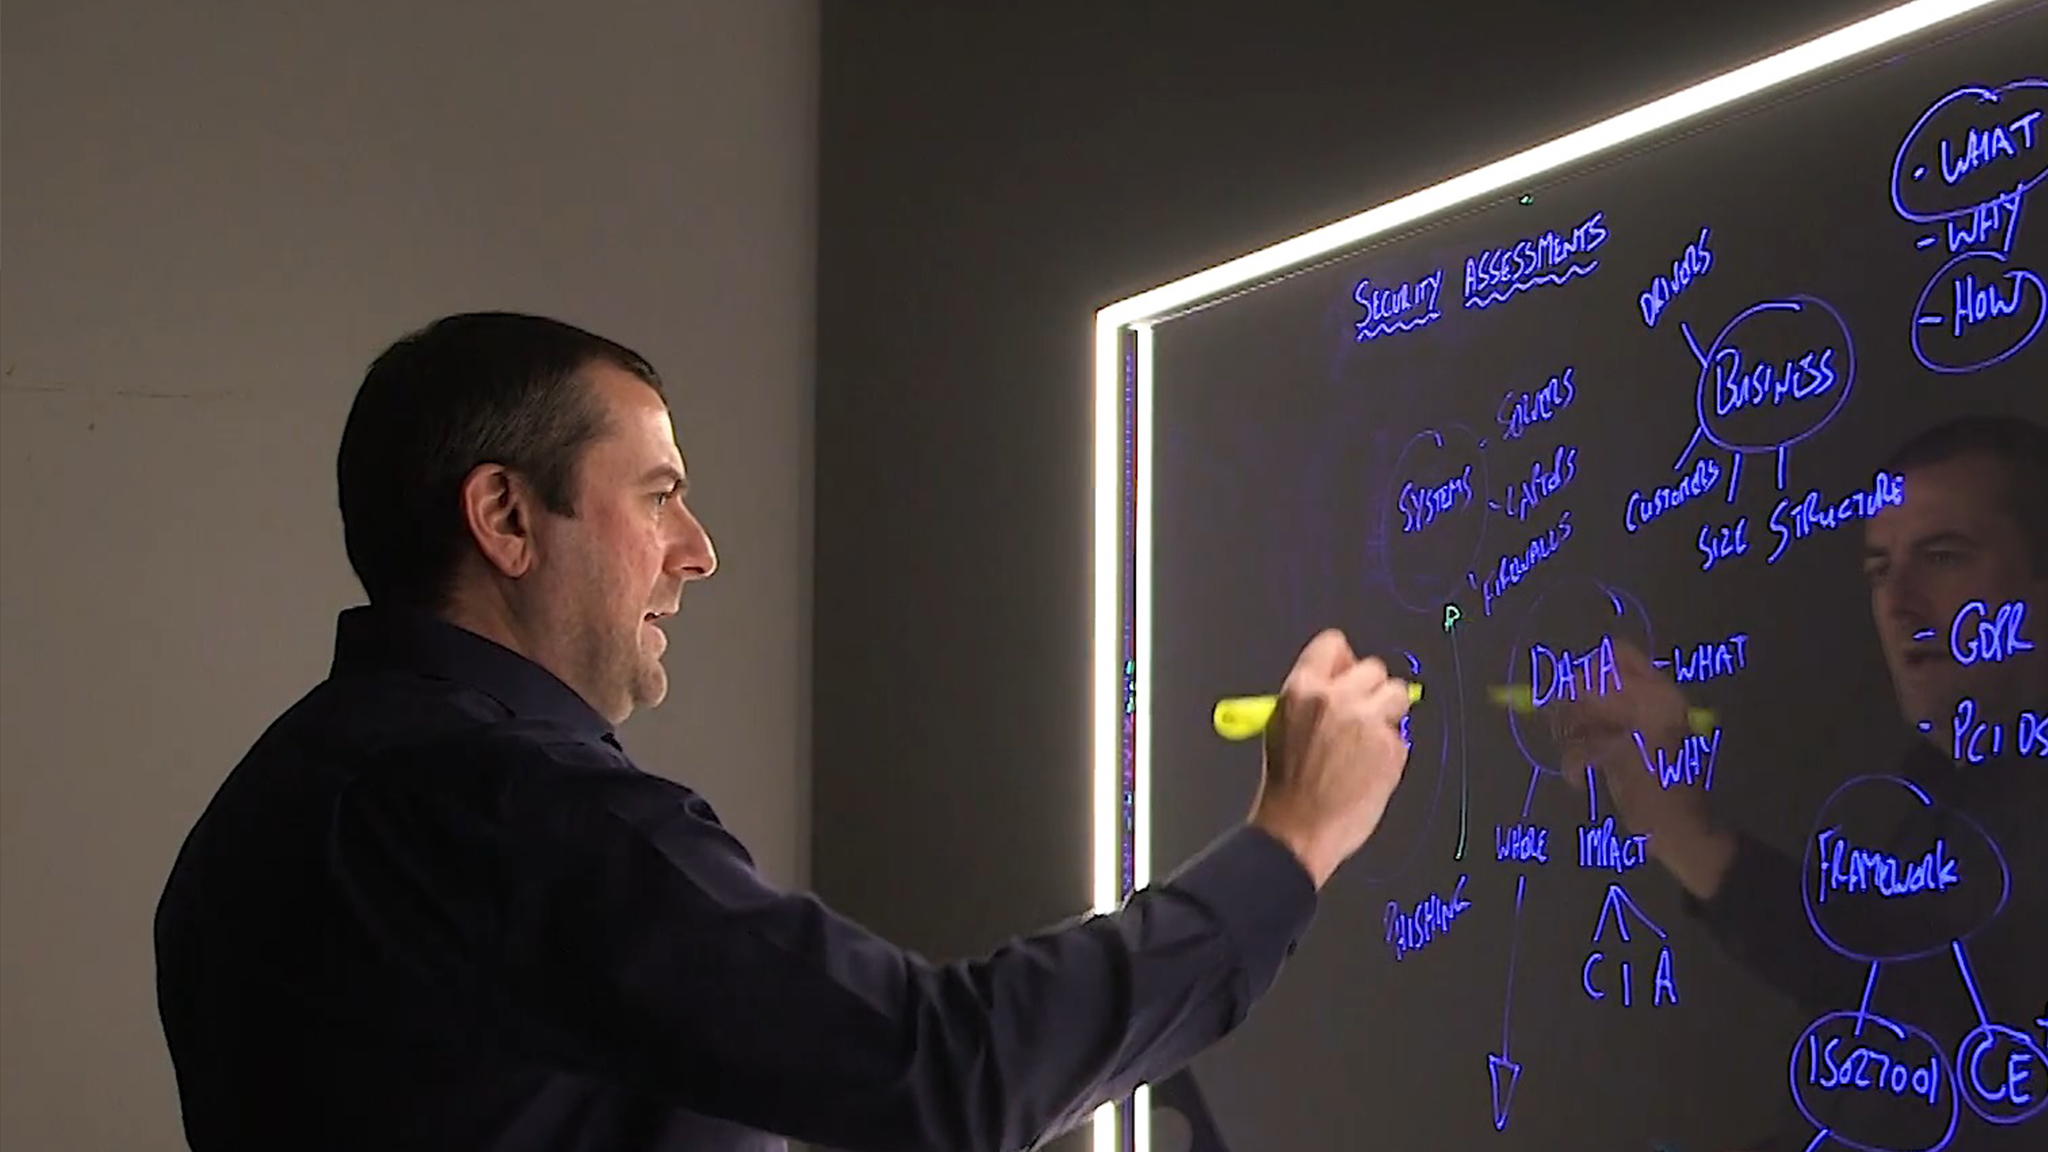 - WHAT
- WHY
- HOW
SECURITY ASSESSMENTS
DRIVERS
BUSINESS
CUSTOMERS
SIZE
STRUCTURE
SYSTEMS
SERVERS
- LAPTOPS
FIREWALLS
DATA
- WHAT
WHY
WHERE
IMPACT
C I A
PHISHING
- GDPR
- PCI DS
FRAMEWORK
ISO27001
CE